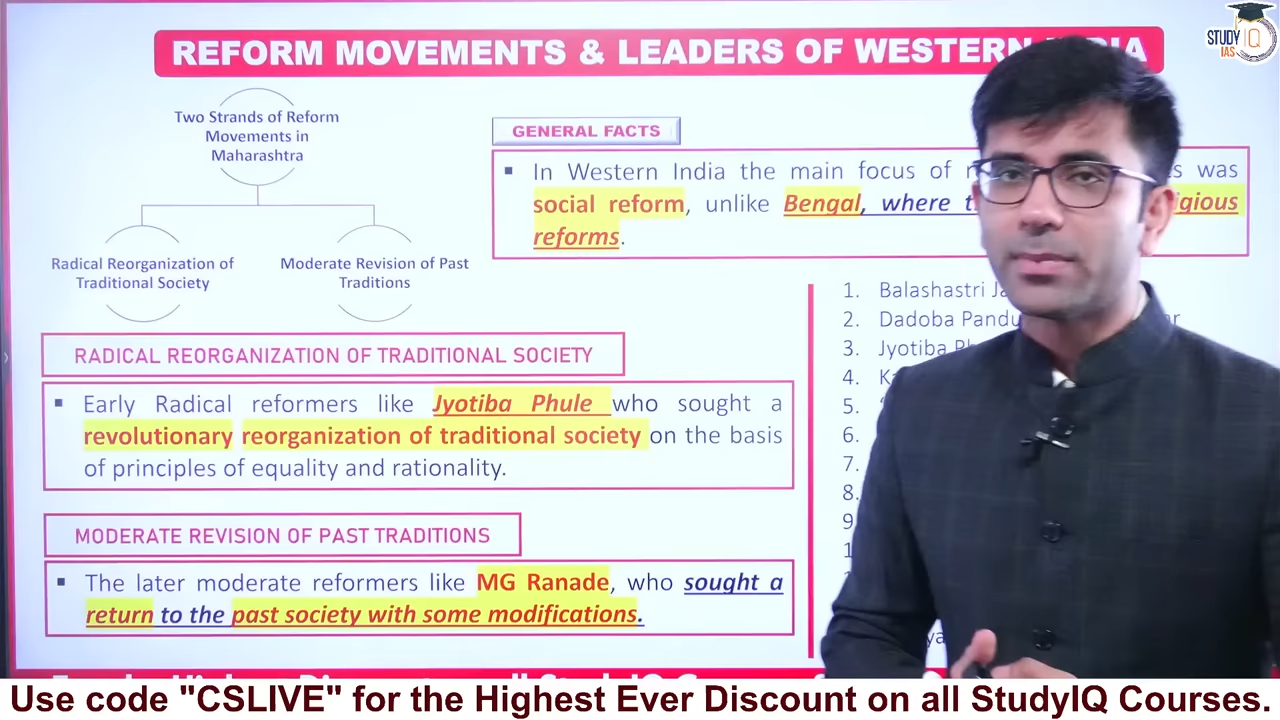 REFORM MOVEMENTS & LEADERS OF WESTERN
STUDY IQ
IAS
Two Strands of Reform
Movements in
Maharashtra
Radical Reorganization of
Traditional Society
Moderate Revision of Past
Traditions
GENERAL FACTS
▪ In Western India the main focus of was
social reform, unlike Bengal, where
reforms.
RADICAL REORGANIZATION OF TRADITIONAL SOCIETY
▪ Early Radical reformers like Jyotiba Phule who sought a
revolutionary reorganization of traditional society on the basis
of principles of equality and rationality.
MODERATE REVISION OF PAST TRADITIONS
▪ The later moderate reformers like MG Ranade, who sought a
return to the past society with some modifications.
1. Balashastri
2. Dadoba
3. Jyotiba
4.
5.
6.
7.
8.
Use code "CSLIVE" for the Highest Ever Discount on all StudyIQ Courses.